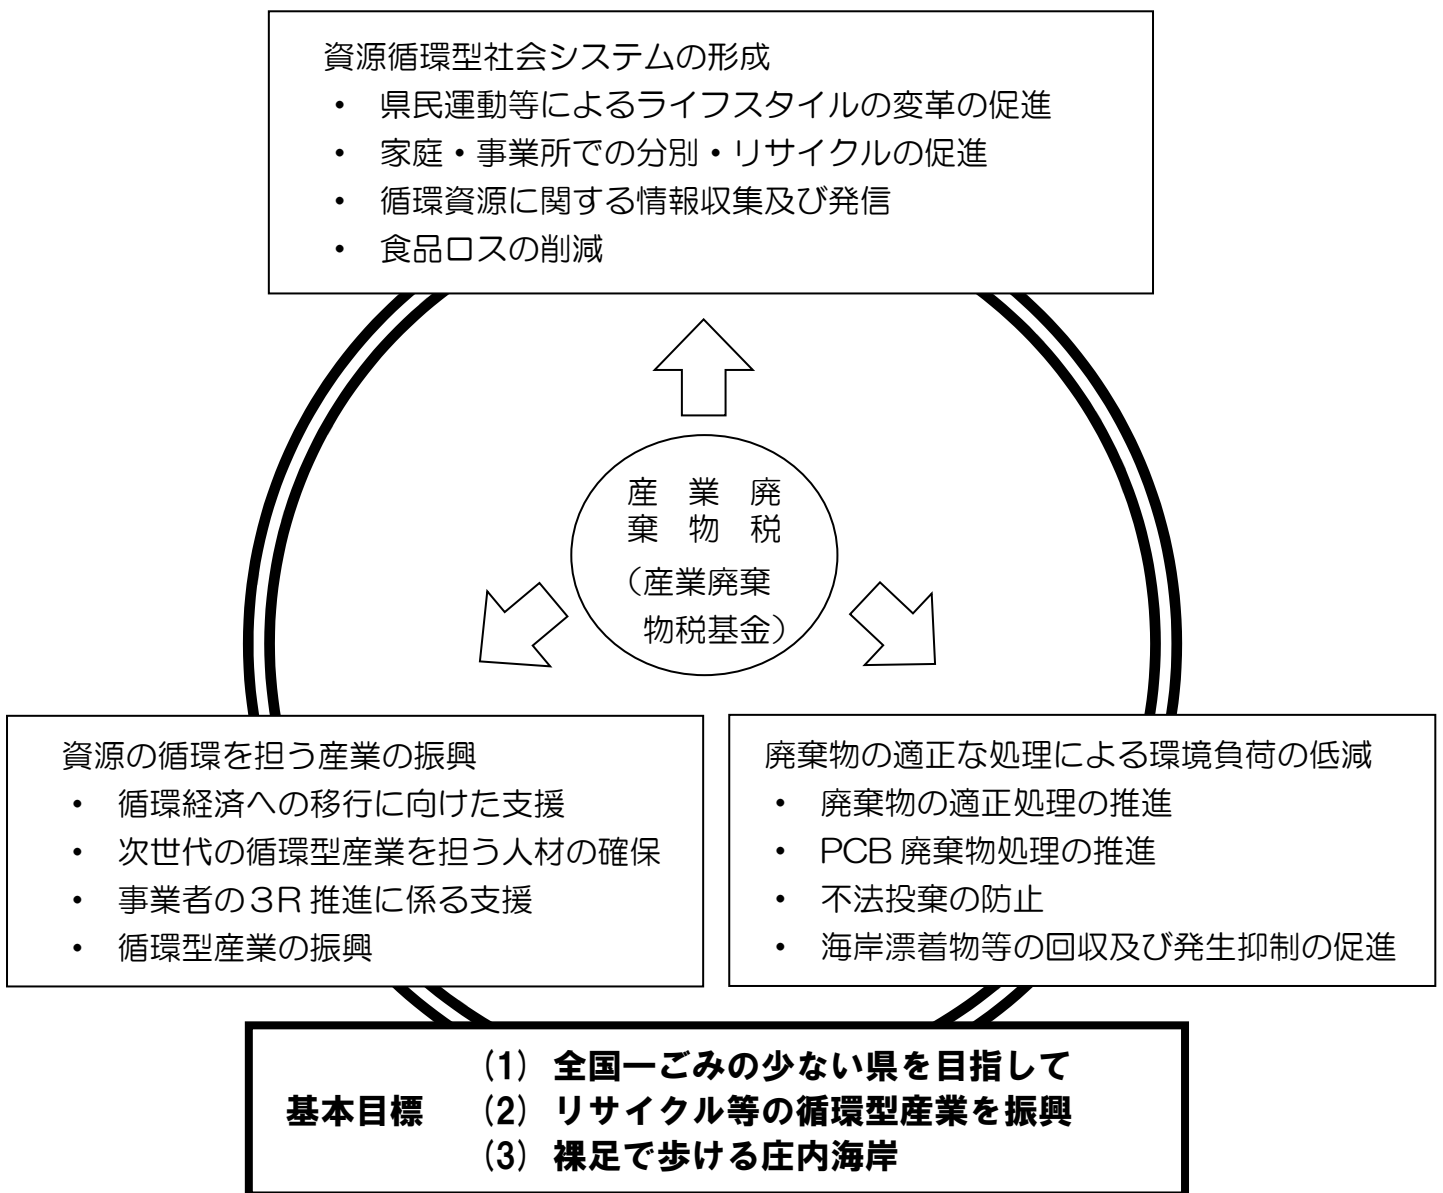 資源循環型社会システムの形成
・ 県民運動等によるライフスタイルの変革の促進
・ 家庭・事業所での分別・リサイクルの促進
・ 循環資源に関する情報収集及び発信
・ 食品ロスの削減
産 業 廃
棄 物 税
（産業廃棄
物税基金）
資源の循環を担う産業の振興
・ 循環経済への移行に向けた支援
・ 次世代の循環型産業を担う人材の確保
・ 事業者の３R 推進に係る支援
・ 循環型産業の振興
廃棄物の適正な処理による環境負荷の低減
・ 廃棄物の適正処理の推進
・ PCB 廃棄物処理の推進
・ 不法投棄の防止
・ 海岸漂着物等の回収及び発生抑制の促進
(1) 全国一ごみの少ない県を目指して
基本目標 (2) リサイクル等の循環型産業を振興
(3) 裸足で歩ける庄内海岸